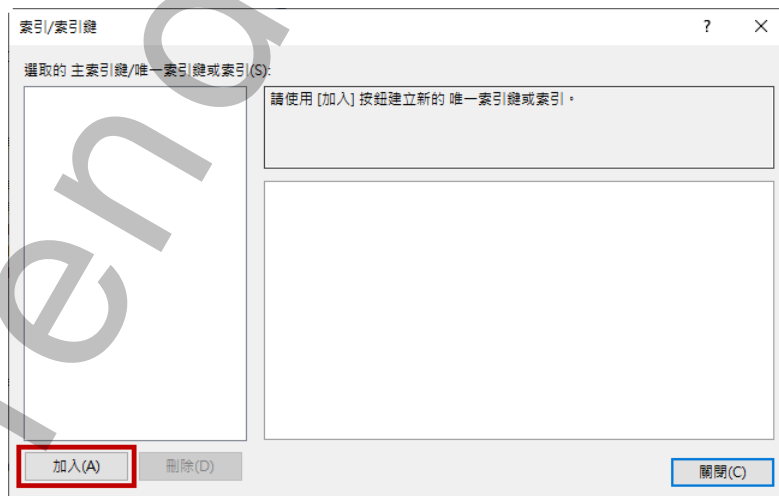 索引/索引鍵
選取的 主索引鍵/唯一索引鍵或索引(S):
請使用 [加入] 按鈕建立新的 唯一索引鍵或索引。
加入(A)
刪除(D)
關閉(C)